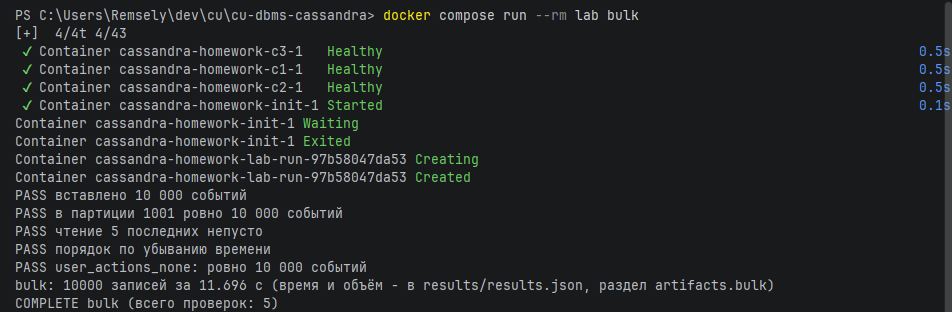 PS C:\Users\Remsely\dev\cu\cu-dbms-cassandra> docker compose run --rm lab bulk
[+]  4/4t 4/43
✓ Container cassandra-homework-c3-1   Healthy 0.5s
✓ Container cassandra-homework-c1-1   Healthy 0.5s
✓ Container cassandra-homework-c2-1   Healthy 0.5s
✓ Container cassandra-homework-init-1 Started 0.1s
Container cassandra-homework-init-1 Waiting
Container cassandra-homework-init-1 Exited
Container cassandra-homework-lab-run-97b58047da53 Creating
Container cassandra-homework-lab-run-97b58047da53 Created
PASS вставлено 10 000 событий
PASS в партиции 1001 ровно 10 000 событий
PASS чтение 5 последних непусто
PASS порядок по убыванию времени
PASS user_actions_none: ровно 10 000 событий
bulk: 10000 записей за 11.696 с (время и объём - в results/results.json, раздел artifacts.bulk)
COMPLETE bulk (всего проверок: 5)